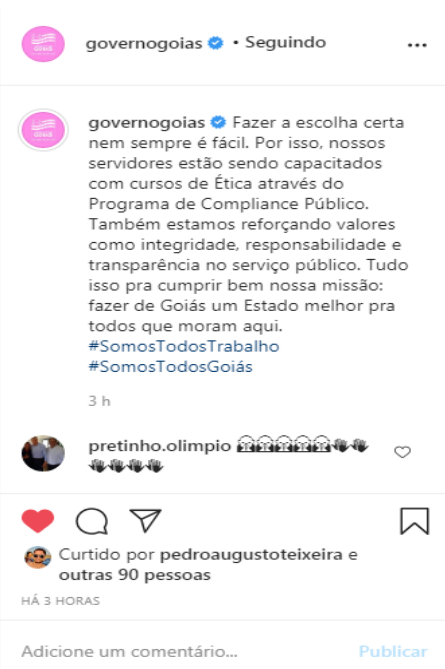 governogoias • Seguindo
governogoias Fazer a escolha certa
nem sempre é fácil. Por isso, nossos
servidores estão sendo capacitados
com cursos de Ética através do
Programa de Compliance Público.
Também estamos reforçando valores
como integridade, responsabilidade e
transparência no serviço público. Tudo
isso pra cumprir bem nossa missão:
fazer de Goiás um Estado melhor pra
todos que moram aqui.
#SomosTodosTrabalho
#SomosTodosGoiás
3 h
pretinho.olimpio
Curtido por pedroaugustoteixeira e
outras 90 pessoas
HÁ 3 HORAS
Adicione um comentário... Publicar